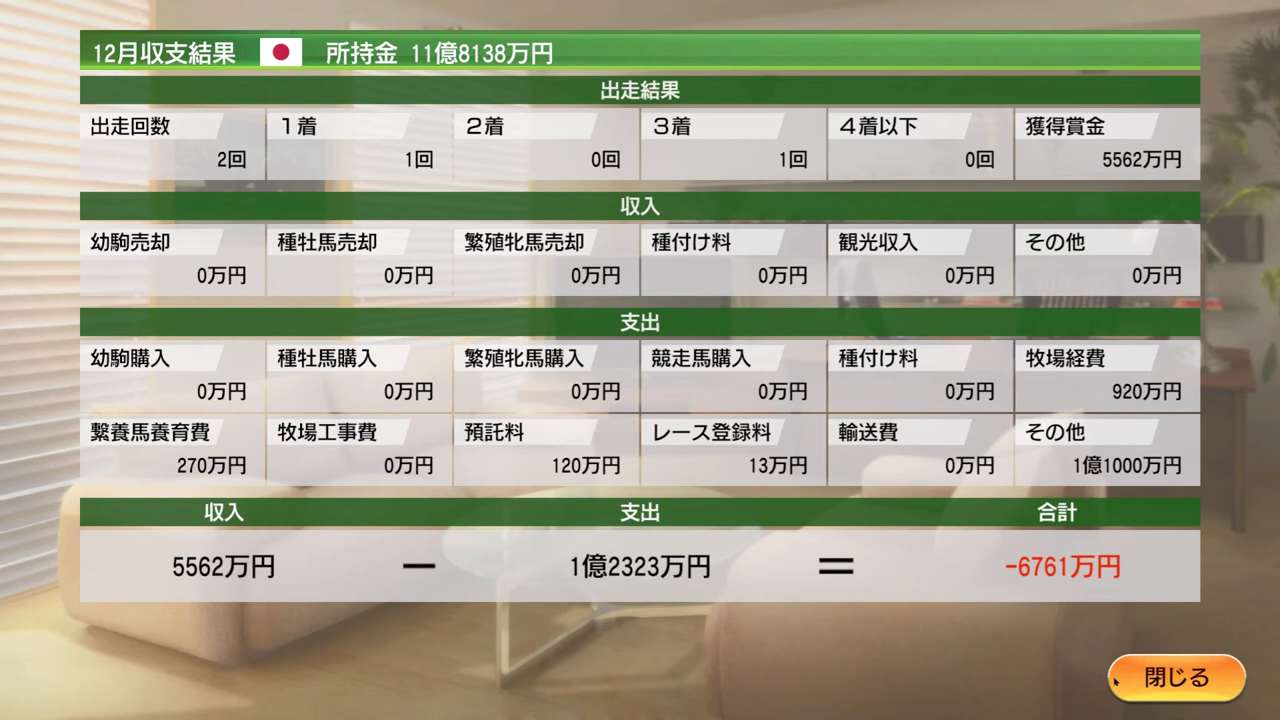 12月収支結果 所持金 11億8138万円
出走結果
出走回数 １着 ２着 ３着 ４着以下 獲得賞金
2回 1回 0回 1回 0回 5562万円
収入
幼駒売却 種牡馬売却 繁殖牝馬売却 種付け料 観光収入 その他
0万円 0万円 0万円 0万円 0万円 0万円
支出
幼駒購入 種牡馬購入 繁殖牝馬購入 競走馬購入 種付け料 牧場経費
0万円 0万円 0万円 0万円 0万円 920万円
繋養馬養育費 牧場工事費 預託料 レース登録料 輸送費 その他
270万円 0万円 120万円 13万円 0万円 1億1000万円
収入 支出 合計
5562万円 － 1億2323万円 ＝ -6761万円
閉じる